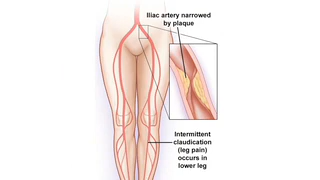 Iliac artery narrowed
by plaque
Intermittent
claudication
(leg pain)
occurs in
lower leg